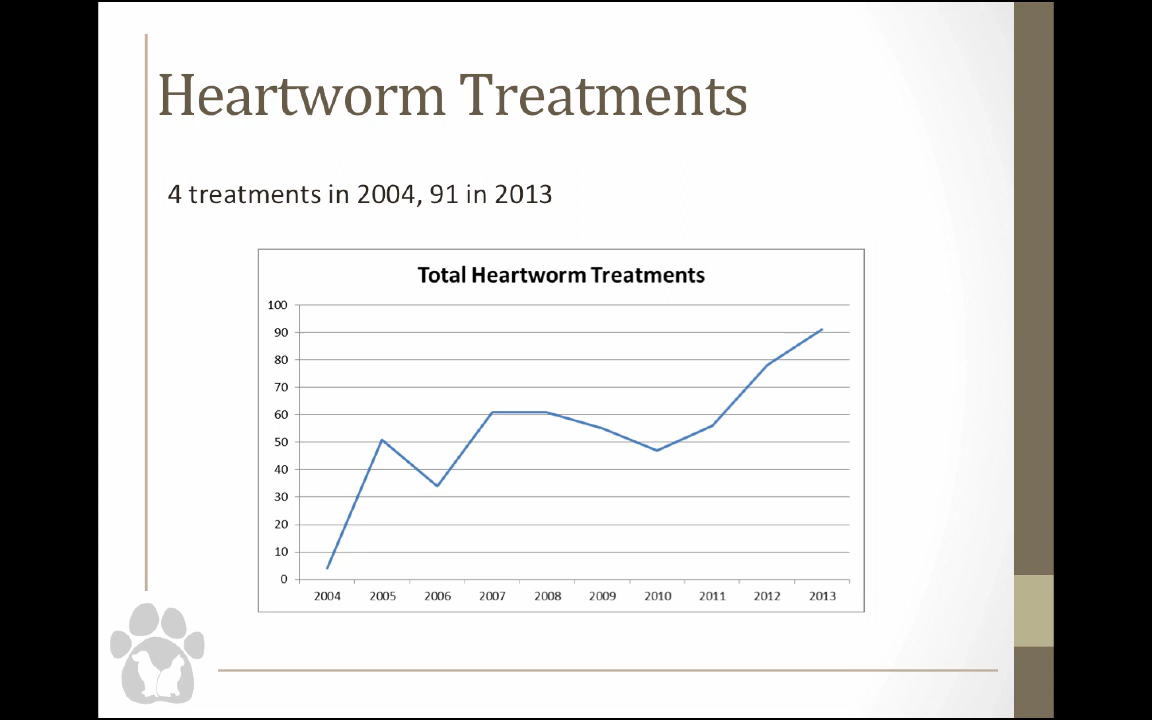 Heartworm Treatments
4 treatments in 2004, 91 in 2013
Total Heartworm Treatments
100
90
80
70
60
50
40
30
20
10
0
2004 2005 2006 2007 2008 2009 2010 2011 2012 2013